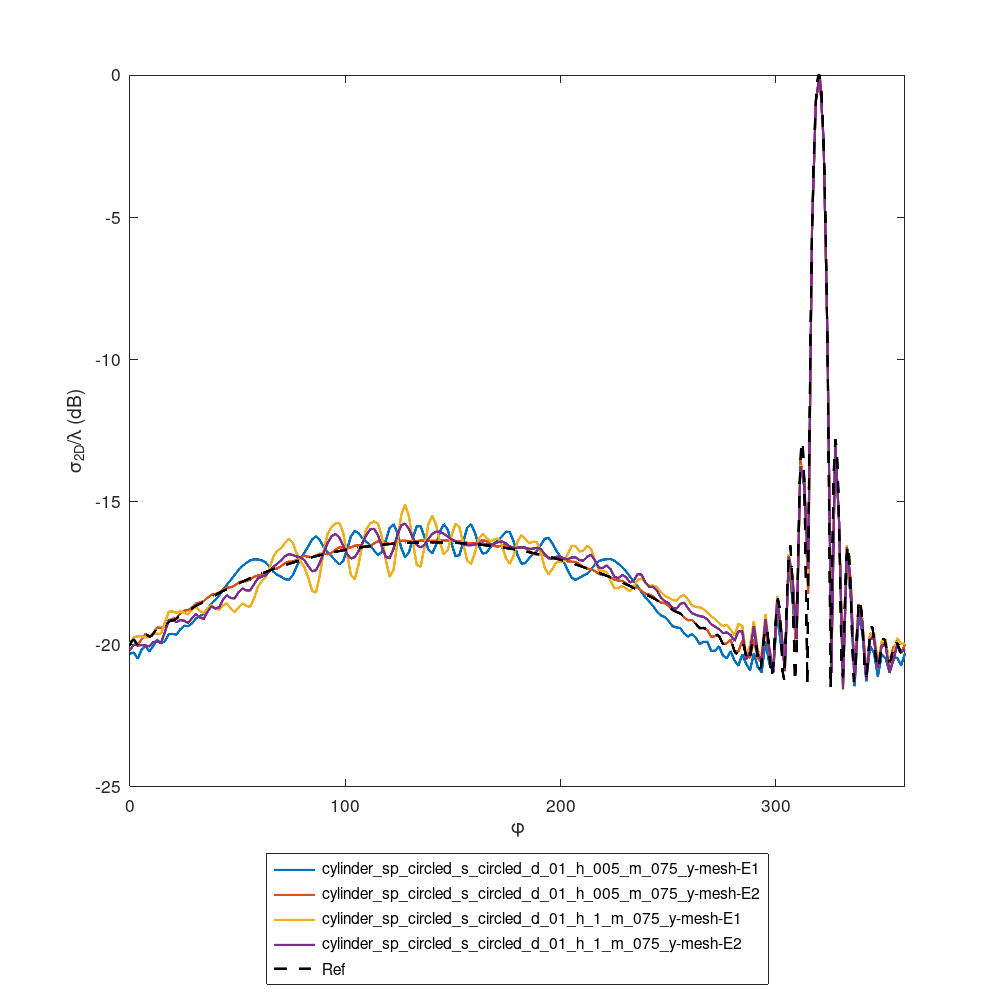 0
-5
-10
-15
-20
-25
σ2D/λ (dB)
0 100 200 300
φ
cylinder_sp_circled_s_circled_d_01_h_005_m_075_y-mesh-E1
cylinder_sp_circled_s_circled_d_01_h_005_m_075_y-mesh-E2
cylinder_sp_circled_s_circled_d_01_h_1_m_075_y-mesh-E1
cylinder_sp_circled_s_circled_d_01_h_1_m_075_y-mesh-E2
Ref